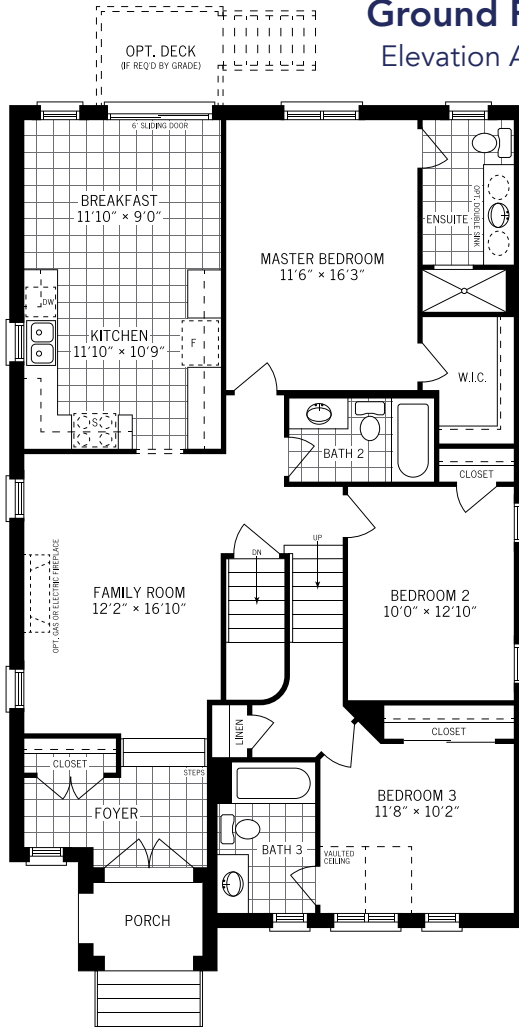 Ground F
Elevation A
OPT. DECK
(IF REQ'D BY GRADE)
6' SLIDING DOOR
BREAKFAST
11'10" × 9'0"
MASTER BEDROOM
11'6" × 16'3"
ENSUITE
OPT. DOUBLE SINK
DW
KITCHEN
11'10" × 10'9"
F
W.I.C.
S
BATH 2
CLOSET
UP
DN
OPT. GAS OR ELECTRIC FIREPLACE
FAMILY ROOM
12'2" × 16'10"
BEDROOM 2
10'0" × 12'10"
LINEN
CLOSET
CLOSET
STEPS
FOYER
BEDROOM 3
11'8" × 10'2"
BATH 3
VAULTED
CEILING
PORCH